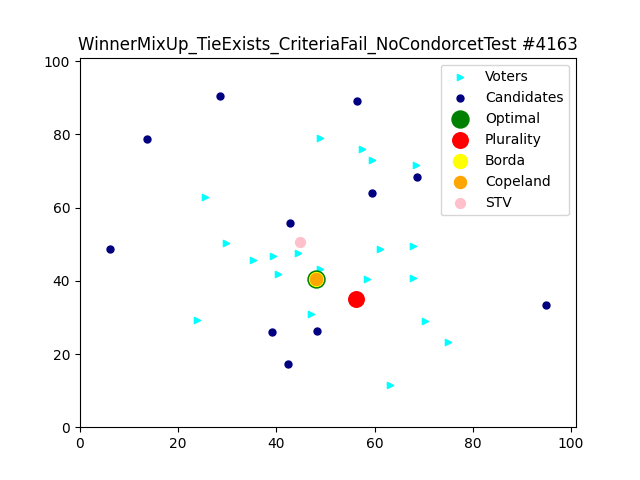 WinnerMixUp_TieExists_CriteriaFail_NoCondorcetTest #4163
100
80
60
40
20
0
0 20 40 60 80 100
Voters
Candidates
Optimal
Plurality
Borda
Copeland
STV